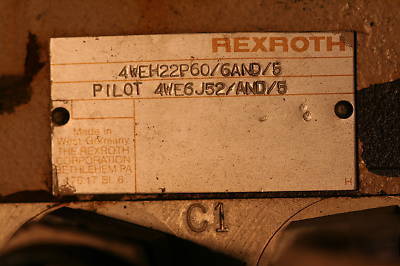 REXROTH
4WEH22P60/6AND/5
PILOT 4WE6J52/AND/5
Made in
West Germany
THE REXROTH
CORPORATION
BETHLEHEM PA
H
C1